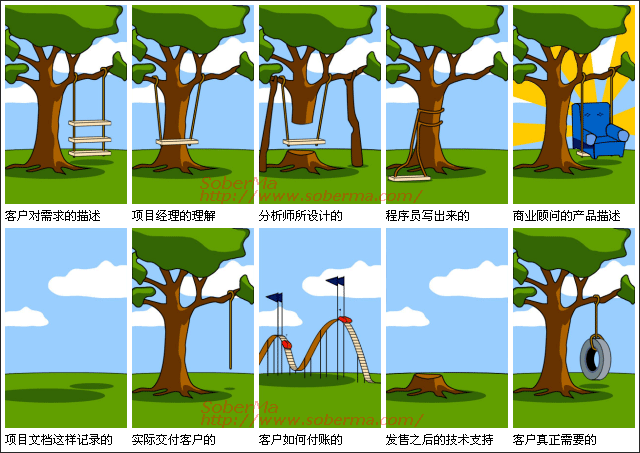 SoberMa
http://www.soberma.com/
客户对需求的描述
项目经理的理解
分析师所设计的
程序员写出来的
商业顾问的产品描述
SoberMa
http://www.soberma.com/
项目文档这样记录的
实际交付客户的
客户如何付账的
发售之后的技术支持
客户真正需要的